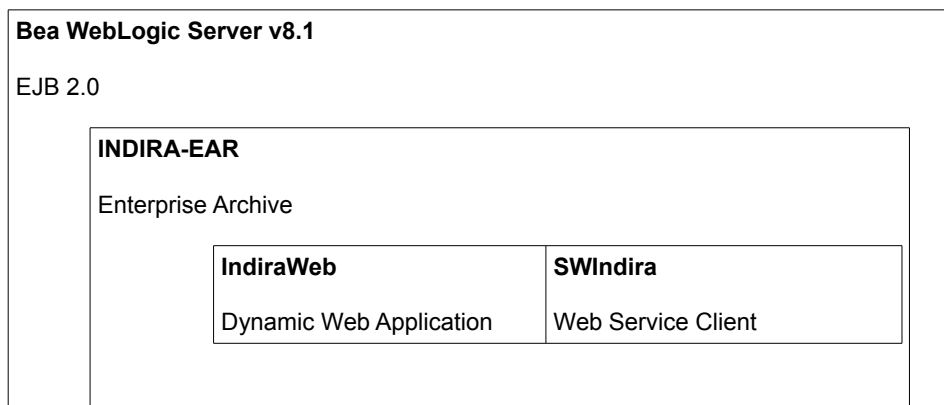 Bea WebLogic Server v8.1
EJB 2.0
INDIRA-EAR
Enterprise Archive
IndiraWeb
SWIndira
Dynamic Web Application
Web Service Client